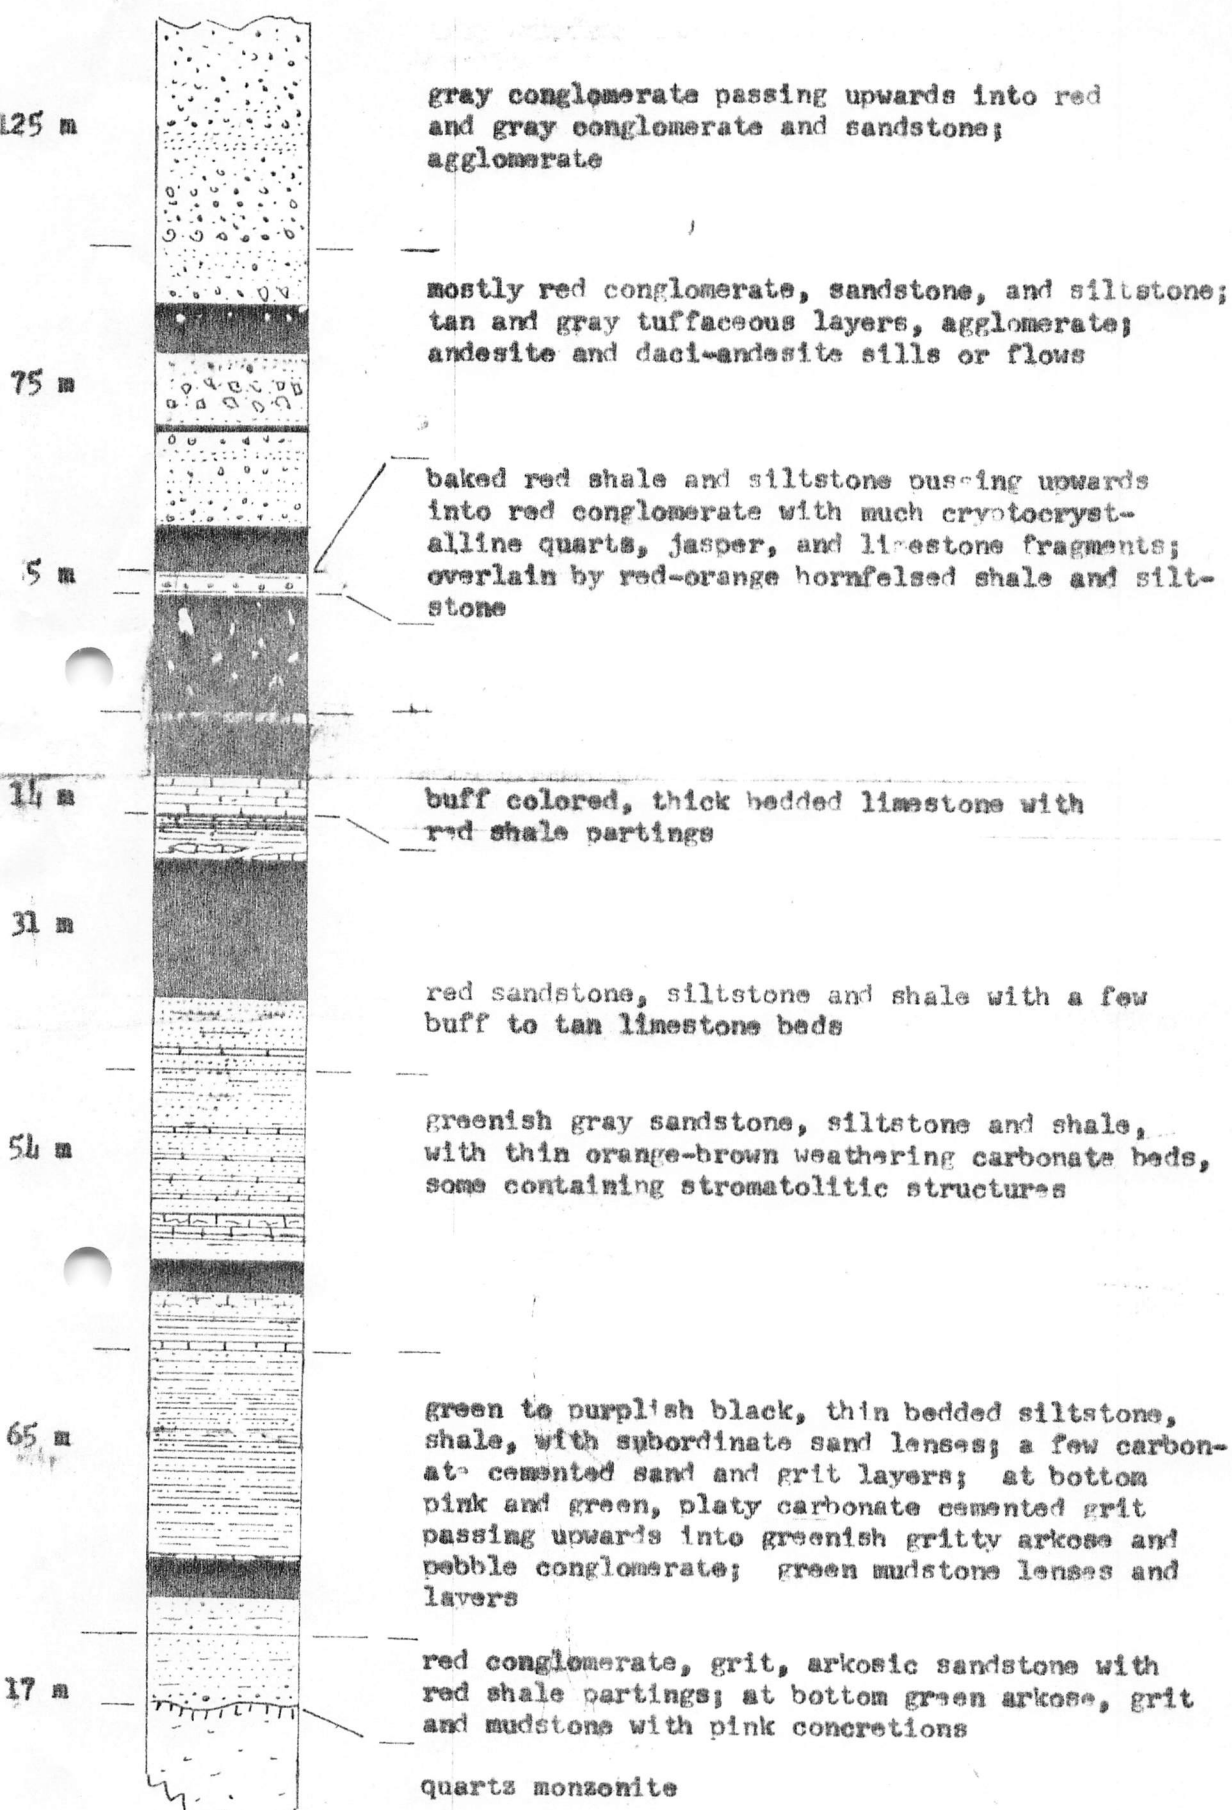 125 m
gray conglomerate passing upwards into red
and gray conglomerate and sandstone;
agglomerate
75 m
mostly red conglomerate, sandstone, and siltstone;
tan and gray tuffaceous layers, agglomerate;
andesite and daci-andesite sills or flows
5 m
baked red shale and siltstone pussing upwards
into red conglomerate with much cryptocryst-
alline quarts, jasper, and limestone fragments;
overlain by red-orange hornfelsed shale and silt-
stone
14 m
buff colored, thick bedded limestone with
red shale partings
31 m
red sandstone, siltstone and shale with a few
buff to tan limestone beds
54 m
greenish gray sandstone, siltstone and shale,
with thin orange-brown weathering carbonate beds,
some containing stromatolitic structures
65 m
green to purplish black, thin bedded siltstone,
shale, with subordinate sand lenses; a few carbon-
ate cemented sand and grit layers; at bottom
pink and green, platy carbonate cemented grit
passing upwards into greenish gritty arkose and
pebble conglomerate; green mudstone lenses and
layers
17 m
red conglomerate, grit, arkosic sandstone with
red shale partings; at bottom green arkose, grit
and mudstone with pink concretions
quartz monzonite